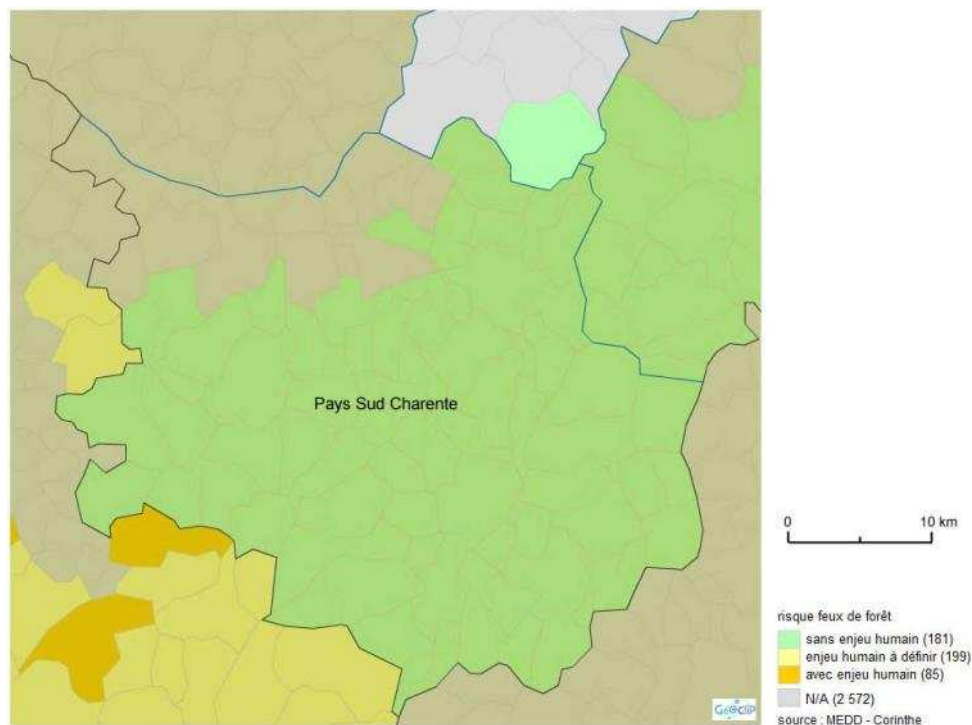 Pays Sud Charente
0 10 km
risque feux de forêt
sans enjeu humain (181)
enjeu humain à définir (199)
avec enjeu humain (85)
N/A (2 572)
source : MEDD - Corinthe
Géoclip